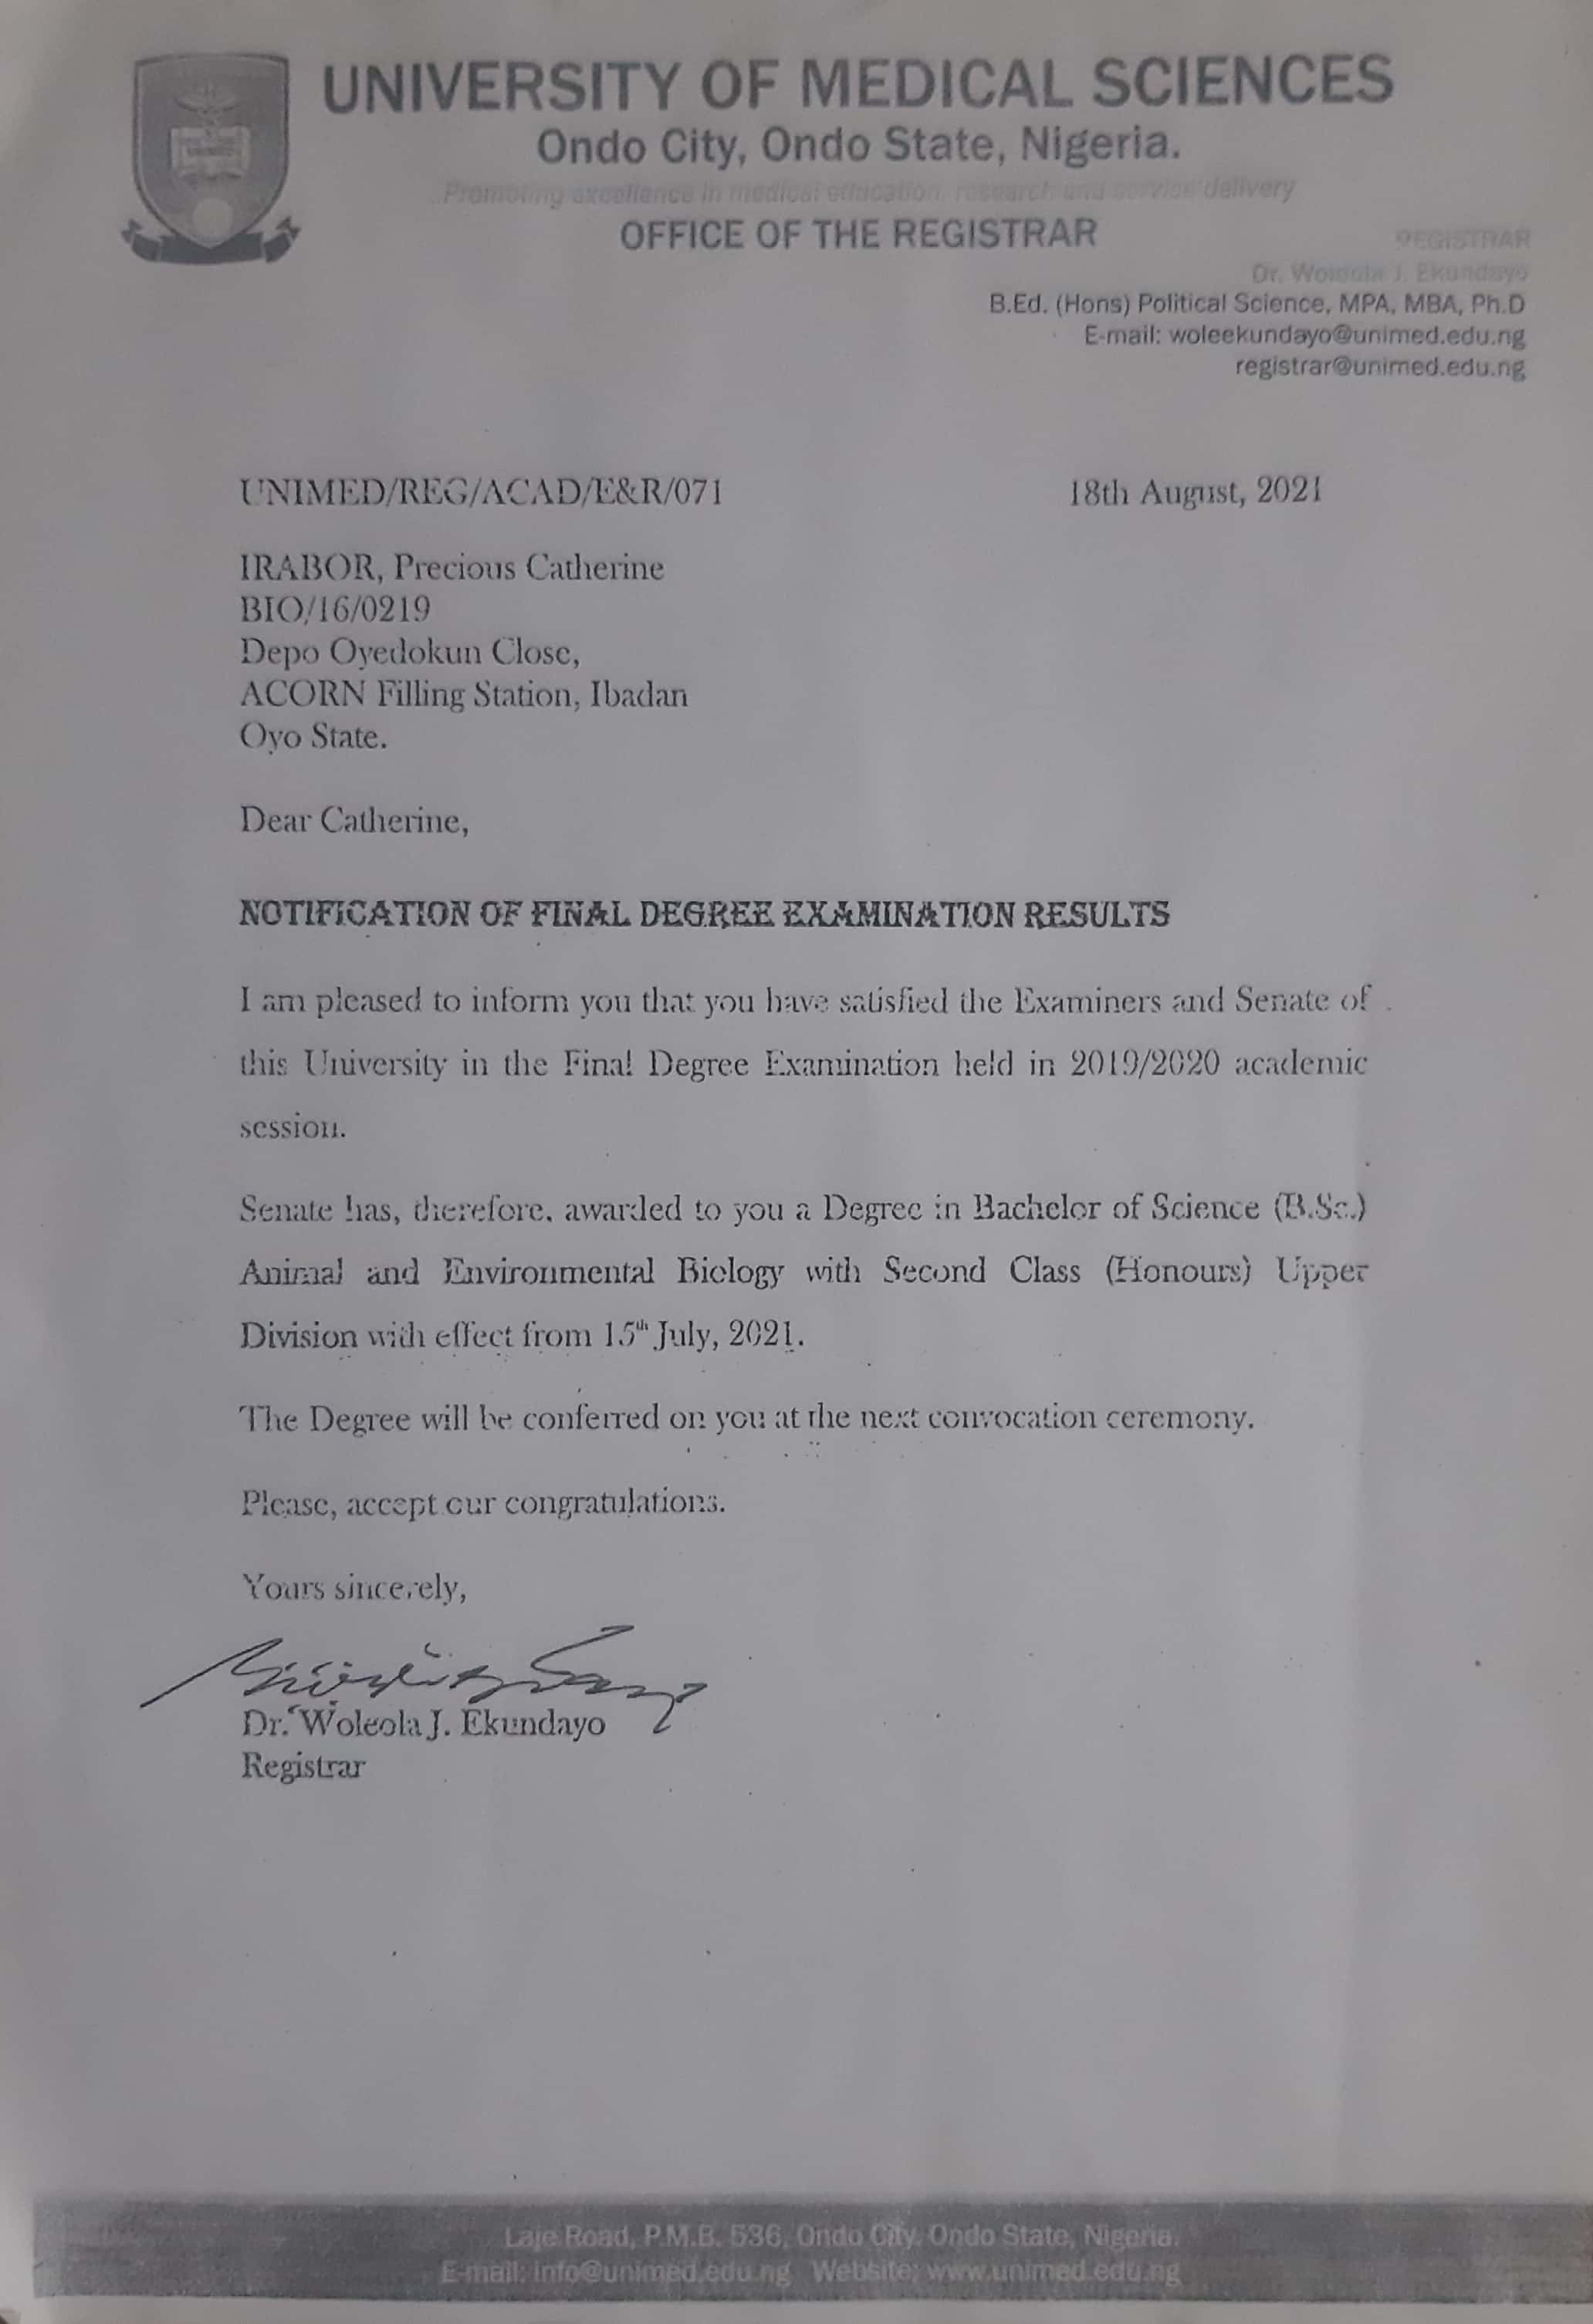 UNIVERSITY OF MEDICAL SCIENCES
Ondo City, Ondo State, Nigeria.
...Promoting excellence in medical education, research and service delivery
OFFICE OF THE REGISTRAR
REGISTRAR
Dr. Woleola J. Ekundayo
B.Ed. (Hons) Political Science, MPA, MBA, Ph.D
E-mail: woleekundayo@unimed.edu.ng
registrar@unimed.edu.ng
UNIMED/REG/ACAD/E&R/071 18th August, 2021
IRABOR, Precious Catherine
BIO/16/0219
Depo Oyedokun Close,
ACORN Filling Station, Ibadan
Oyo State.
Dear Catherine,
NOTIFICATION OF FINAL DEGREE EXAMINATION RESULTS
I am pleased to inform you that you have satisfied the Examiners and Senate of
this University in the Final Degree Examination held in 2019/2020 academic
session.
Senate has, therefore, awarded to you a Degree in Bachelor of Science (B.Sc.)
Animal and Environmental Biology with Second Class (Honours) Upper
Division with effect from 15th July, 2021.
The Degree will be conferred on you at the next convocation ceremony.
Please, accept our congratulations.
Yours sincerely,
Dr. Woleola J. Ekundayo
Registrar
Laje Road, P.M.B. 536, Ondo City, Ondo State, Nigeria.
E-mail: info@unimed.edu.ng Website: www.unimed.edu.ng